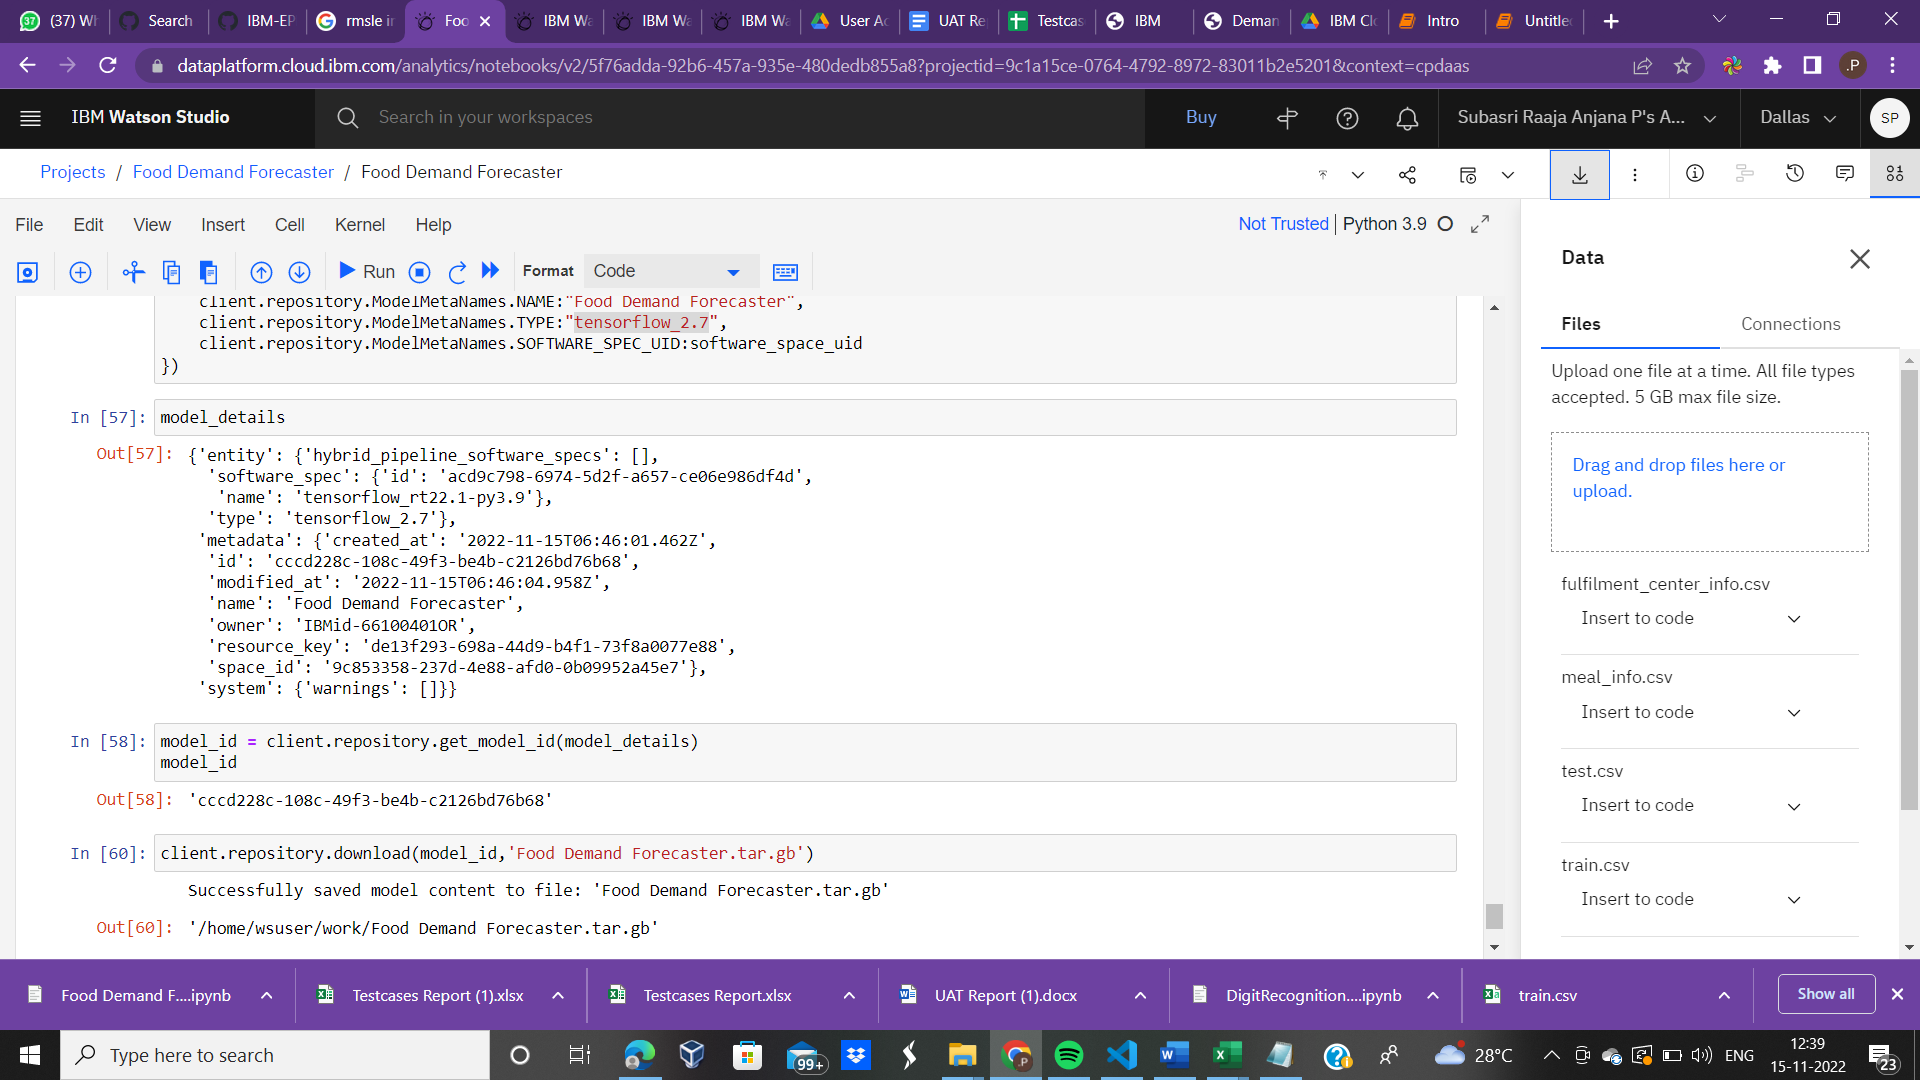 (37) Wh
Search
IBM-EP
rmsle in
Foo
IBM Wa
IBM Wa
IBM Wa
User Ac
UAT Rep
Testcas
IBM
Deman
IBM Clo
Intro
Untitled
dataplatform.cloud.ibm.com/analytics/notebooks/v2/5f76adda-92b6-457a-935e-480dedb855a8?projectid=9c1a15ce-0764-4792-8972-83011b2e5201&context=cpdaas
.P
IBM Watson Studio
Search in your workspaces
Buy
Subasri Raaja Anjana P's A...
Dallas
SP
Projects / Food Demand Forecaster / Food Demand Forecaster
File Edit View Insert Cell Kernel Help
Not Trusted Python 3.9
Run
Format
Code
client.repository.ModelMetaNames.NAME:"Food Demand Forecaster",
client.repository.ModelMetaNames.TYPE:"tensorflow_2.7",
client.repository.ModelMetaNames.SOFTWARE_SPEC_UID:software_space_uid
})
In [57]: model_details
Out[57]: {'entity': {'hybrid_pipeline_software_specs': [],
'software_spec': {'id': 'acd9c798-6974-5d2f-a657-ce06e986df4d',
'name': 'tensorflow_rt22.1-py3.9'},
'type': 'tensorflow_2.7'},
'metadata': {'created_at': '2022-11-15T06:46:01.462Z',
'id': 'cccd228c-108c-49f3-be4b-c2126bd76b68',
'modified_at': '2022-11-15T06:46:04.958Z',
'name': 'Food Demand Forecaster',
'owner': 'IBMid-66100401OR',
'resource_key': 'de13f293-698a-44d9-b4f1-73f8a0077e88',
'space_id': '9c853358-237d-4e88-afd0-0b09952a45e7'},
'system': {'warnings': []}}
In [58]: model_id = client.repository.get_model_id(model_details)
model_id
Out[58]: 'cccd228c-108c-49f3-be4b-c2126bd76b68'
In [60]: client.repository.download(model_id,'Food Demand Forecaster.tar.gb')
Successfully saved model content to file: 'Food Demand Forecaster.tar.gb'
Out[60]: '/home/wsuser/work/Food Demand Forecaster.tar.gb'
Data
Files
Connections
Upload one file at a time. All file types
accepted. 5 GB max file size.
Drag and drop files here or
upload.
fulfilment_center_info.csv
Insert to code
meal_info.csv
Insert to code
test.csv
Insert to code
train.csv
Insert to code
Food Demand F....ipynb
Testcases Report (1).xlsx
Testcases Report.xlsx
UAT Report (1).docx
DigitRecognition....ipynb
train.csv
Show all
Type here to search
99+
28°C
ENG
12:39
15-11-2022
23